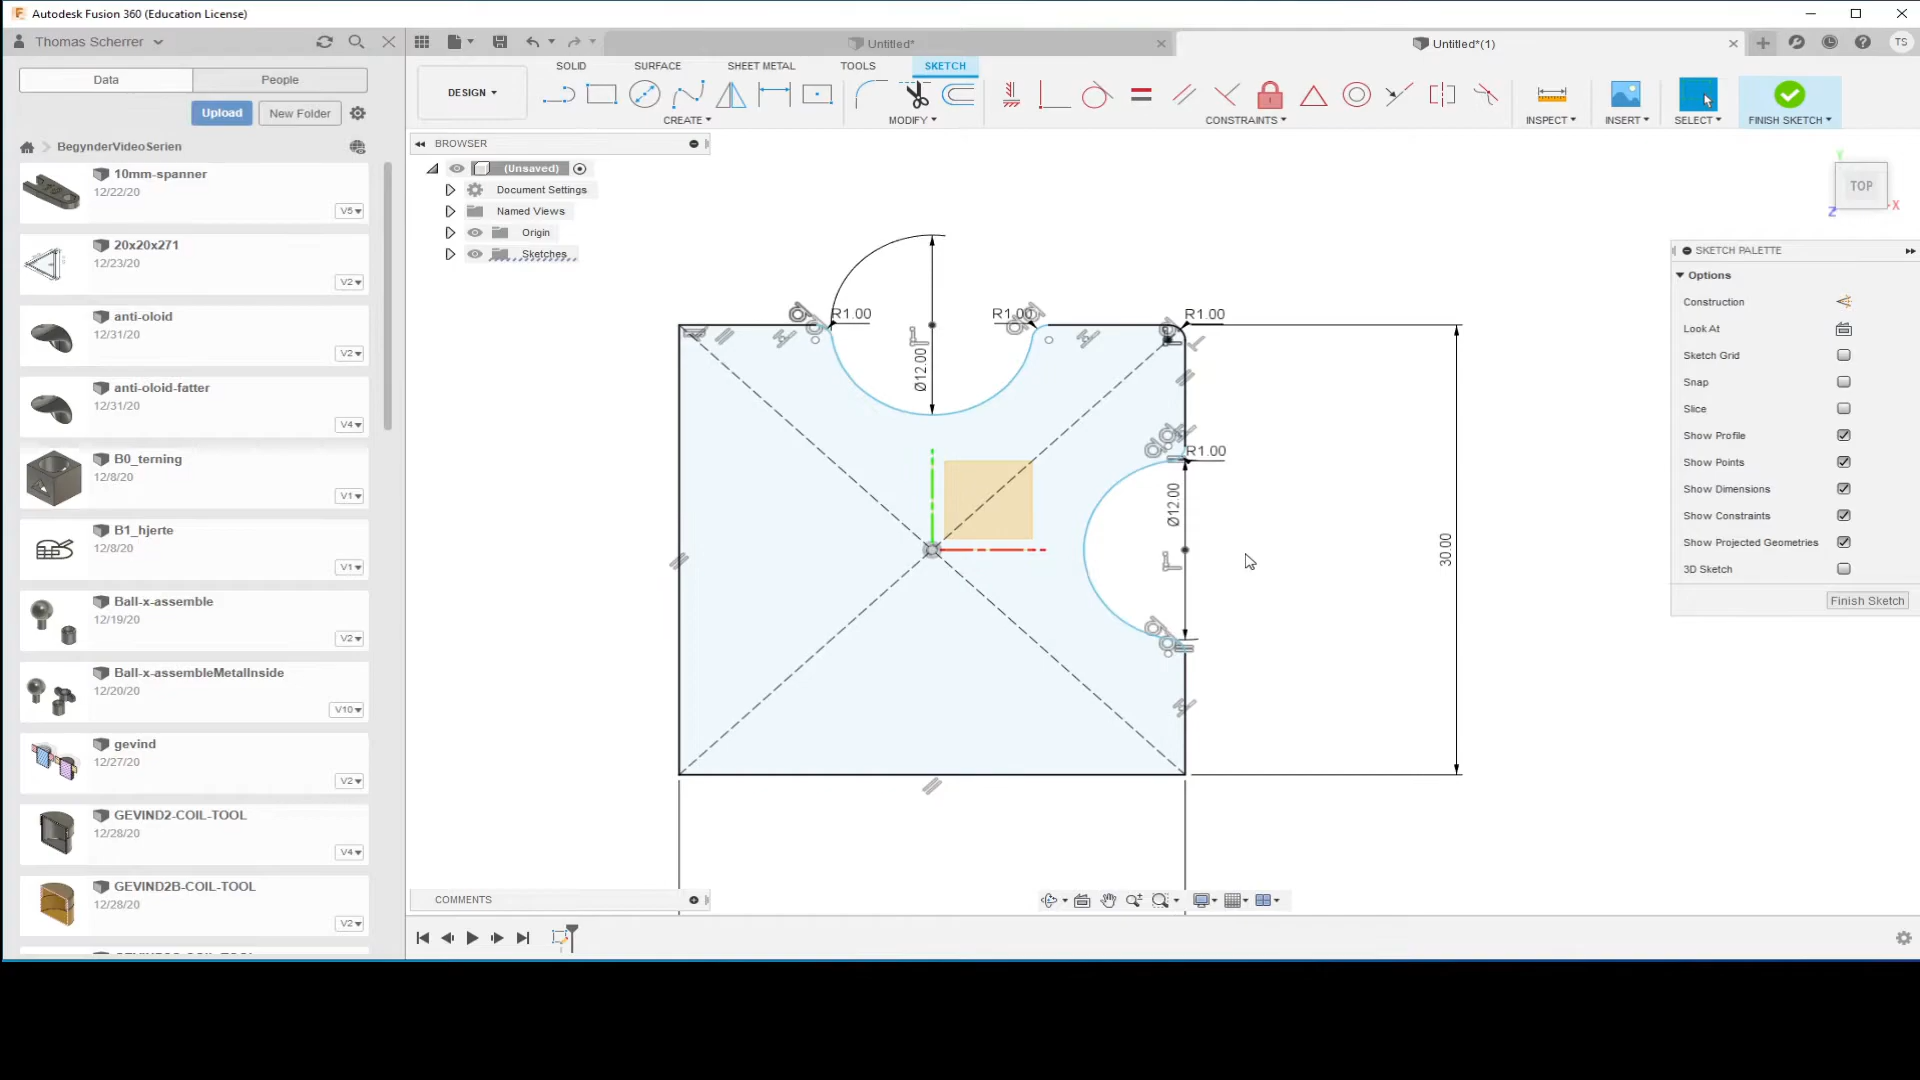 Autodesk Fusion 360 (Education License)
Thomas Scherrer
Untitled*
Untitled*(1)
TS
Data
People
SOLID
SURFACE
SHEET METAL
TOOLS
SKETCH
DESIGN
CREATE
MODIFY
CONSTRAINTS
INSPECT
INSERT
SELECT
FINISH SKETCH
Upload
New Folder
BegynderVideoSerien
10mm-spanner
12/22/20
V5
20x20x271
12/23/20
V2
anti-oloid
12/31/20
V2
anti-oloid-fatter
12/31/20
V4
B0_terning
12/8/20
V1
B1_hjerte
12/8/20
V1
Ball-x-assemble
12/19/20
V2
Ball-x-assembleMetalInside
12/20/20
V10
gevind
12/27/20
V2
GEVIND2-COIL-TOOL
12/28/20
V4
GEVIND2B-COIL-TOOL
12/28/20
V2
BROWSER
(Unsaved)
Document Settings
Named Views
Origin
Sketches
R1.00
R1.00
R1.00
Ø12.00
R1.00
Ø12.00
30.00
Y
TOP
Z
X
SKETCH PALETTE
Options
Construction
Look At
Sketch Grid
Snap
Slice
Show Profile
Show Points
Show Dimensions
Show Constraints
Show Projected Geometries
3D Sketch
Finish Sketch
COMMENTS